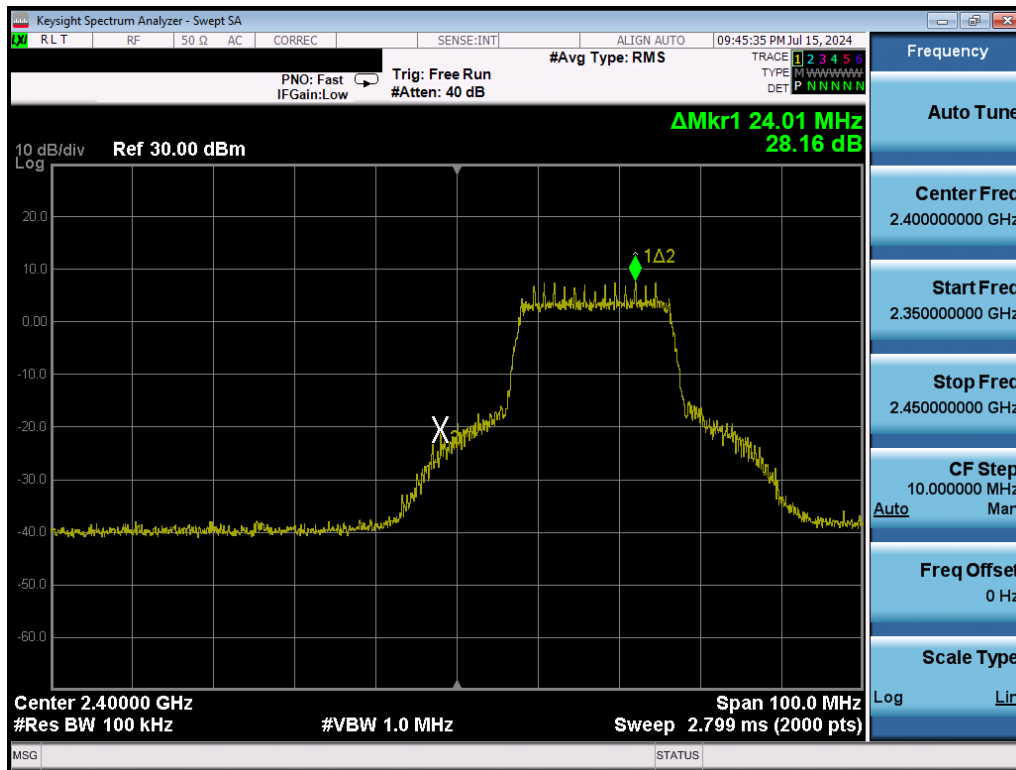 Keysight Spectrum Analyzer - Swept SA
LXI RLT RF 50 Ω AC CORREC SENSE:INT ALIGN AUTO 09:45:35 PM Jul 15, 2024
#Avg Type: RMS TRACE 1 2 3 4 5 6
PNO: Fast Trig: Free Run TYPE M W W W W W
IFGain:Low #Atten: 40 dB DET P N N N N N
ΔMkr1 24.01 MHz
10 dB/div Ref 30.00 dBm 28.16 dB
Log
20.0
10.0
0.00
-10.0
-20.0
-30.0
-40.0
-50.0
-60.0
1Δ2
X
Center 2.40000 GHz Span 100.0 MHz
#Res BW 100 kHz #VBW 1.0 MHz Sweep 2.799 ms (2000 pts)
MSG STATUS
Frequency
Auto Tune
Center Freq
2.400000000 GHz
Start Freq
2.350000000 GHz
Stop Freq
2.450000000 GHz
CF Step
10.000000 MHz
Auto Man
Freq Offset
0 Hz
Scale Type
Log Lin